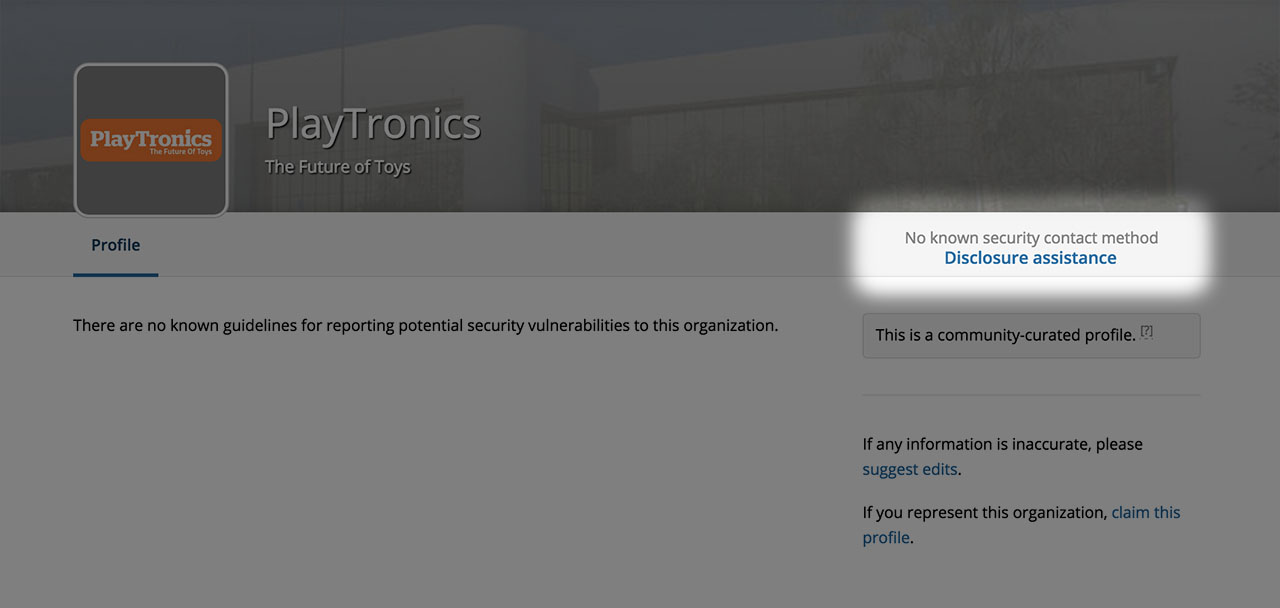 PlayTronics
The Future Of Toys
PlayTronics
The Future of Toys
Profile
No known security contact method
Disclosure assistance
There are no known guidelines for reporting potential security vulnerabilities to this organization.
This is a community-curated profile. [?]
If any information is inaccurate, please
suggest edits.
If you represent this organization, claim this
profile.